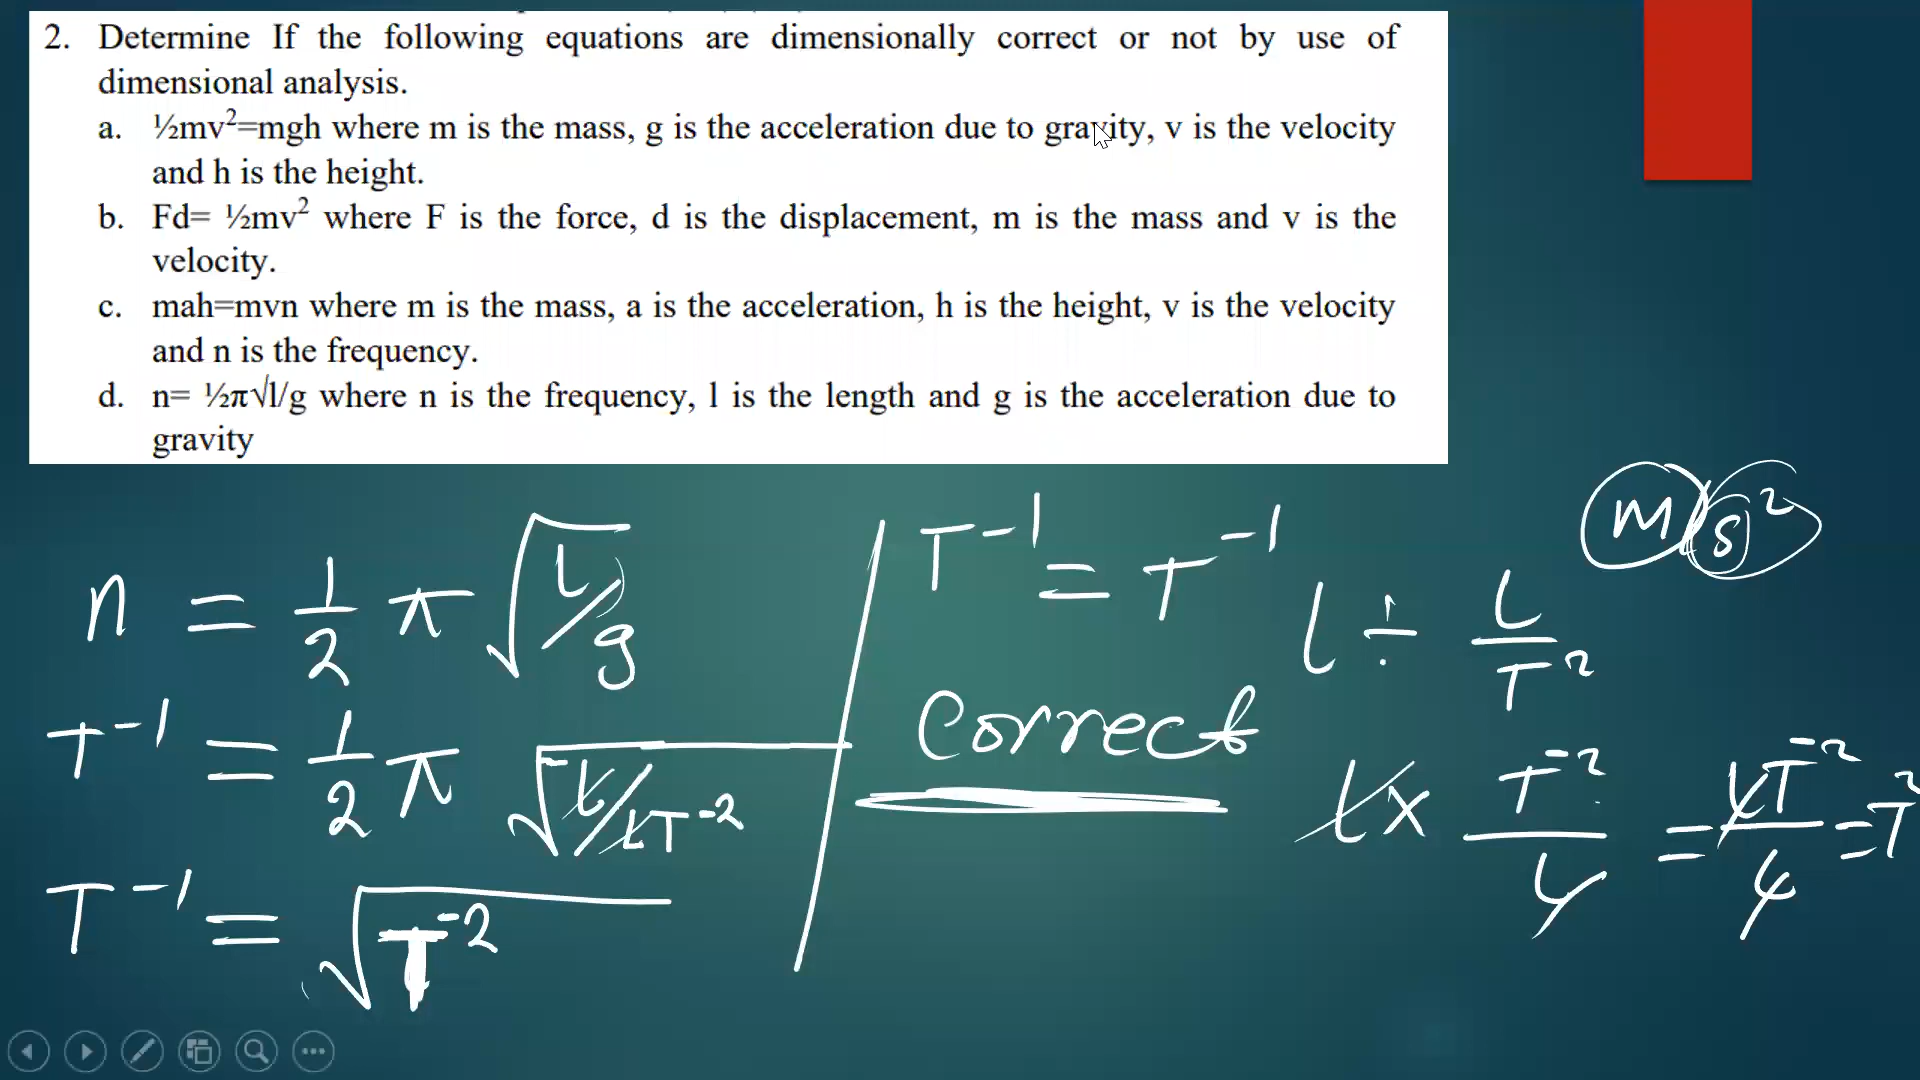 2. Determine If the following equations are dimensionally correct or not by use of
dimensional analysis.
a. ½mv²=mgh where m is the mass, g is the acceleration due to gravity, v is the velocity
and h is the height.
b. Fd= ½mv² where F is the force, d is the displacement, m is the mass and v is the
velocity.
c. mah=mvn where m is the mass, a is the acceleration, h is the height, v is the velocity
and n is the frequency.
d. n= ½π√l/g where n is the frequency, l is the length and g is the acceleration due to
gravity
n = 1/2 π √L/g
T⁻¹ = 1/2 π √L/LT⁻²
T⁻¹ = √T⁻²
T⁻¹ = T⁻¹
Correct
m/s²
L ÷ L/T²
L x T⁻²/L = LT⁻²/L = T²